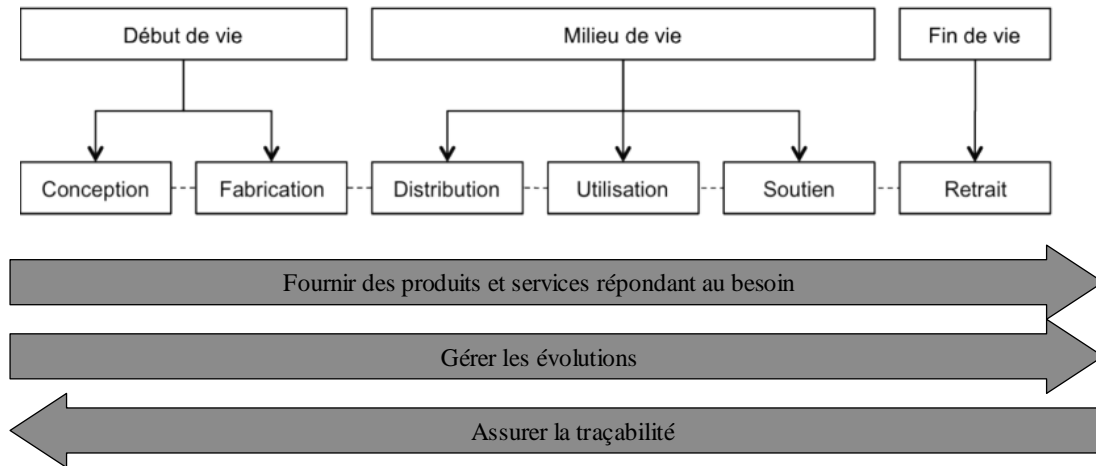 Début de vie
Milieu de vie
Fin de vie
Conception
Fabrication
Distribution
Utilisation
Soutien
Retrait
Fournir des produits et services répondant au besoin
Gérer les évolutions
Assurer la traçabilité